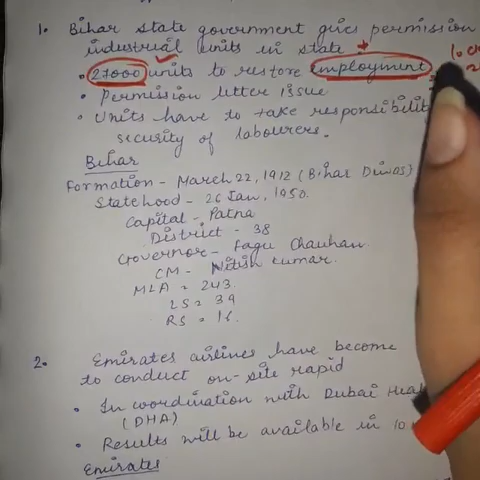 1. Bihar state government gives permission
industrial units in state.
• 27000 units to restore employment
• Permission letter issue
• Units have to take responsibilit
security of labourers.
Bihar
Formation - March 22, 1912 (Bihar Diwas)
Statehood - 26 Jan, 1950.
Capital - Patna
District - 38
Governor - Fagu Chauhan.
CM - Nitish Kumar.
MLA = 243.
LS = 39
RS = 16.
2. Emirates airlines have become
to conduct on-site rapid
• In coordination with Dubai Heal
(DHA)
• Results will be available in 10
Emirates